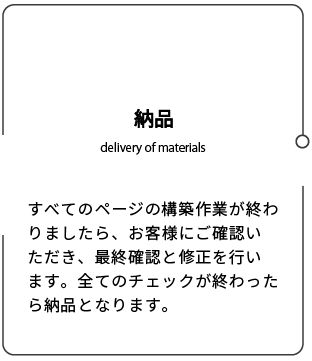 納品
delivery of materials
すべてのページの構築作業が終わ
りましたら、お客様にご確認い
ただき、最終確認と修正を行い
ます。全てのチェックが終わった
ら納品となります。